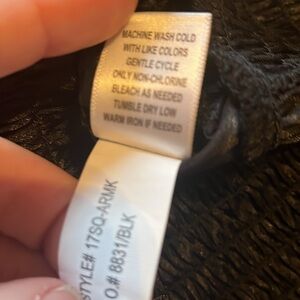 MACHINE WASH COLD
WITH LIKE COLORS
GENTLE CYCLE
ONLY NON-CHLORINE
BLEACH AS NEEDED
TUMBLE DRY LOW
WARM IRON IF NEEDED
STYLE# 17SQ-ARMK
O.# 8831/BLK